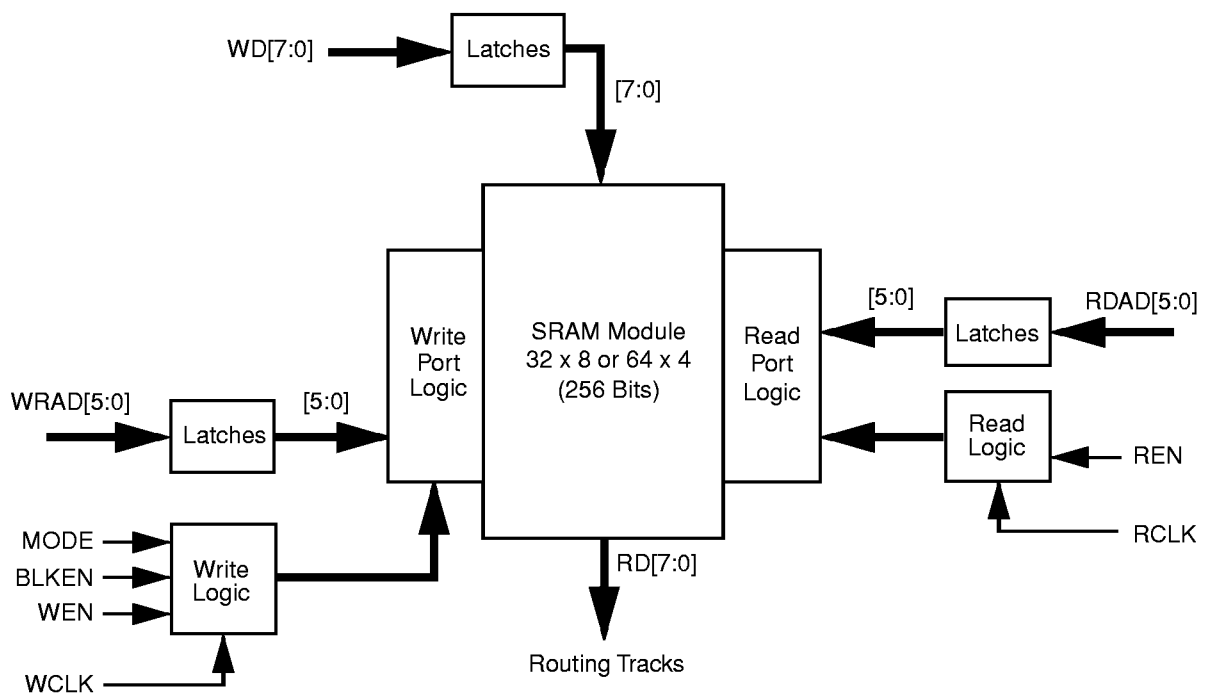 WD[7:0]
Latches
[7:0]
SRAM Module
32 x 8 or 64 x 4
(256 Bits)
Write
Port
Logic
Read
Port
Logic
[5:0]
RDAD[5:0]
Latches
WRAD[5:0]
[5:0]
Latches
Read
Logic
REN
RCLK
MODE
BLKEN
WEN
Write
Logic
WCLK
RD[7:0]
Routing Tracks